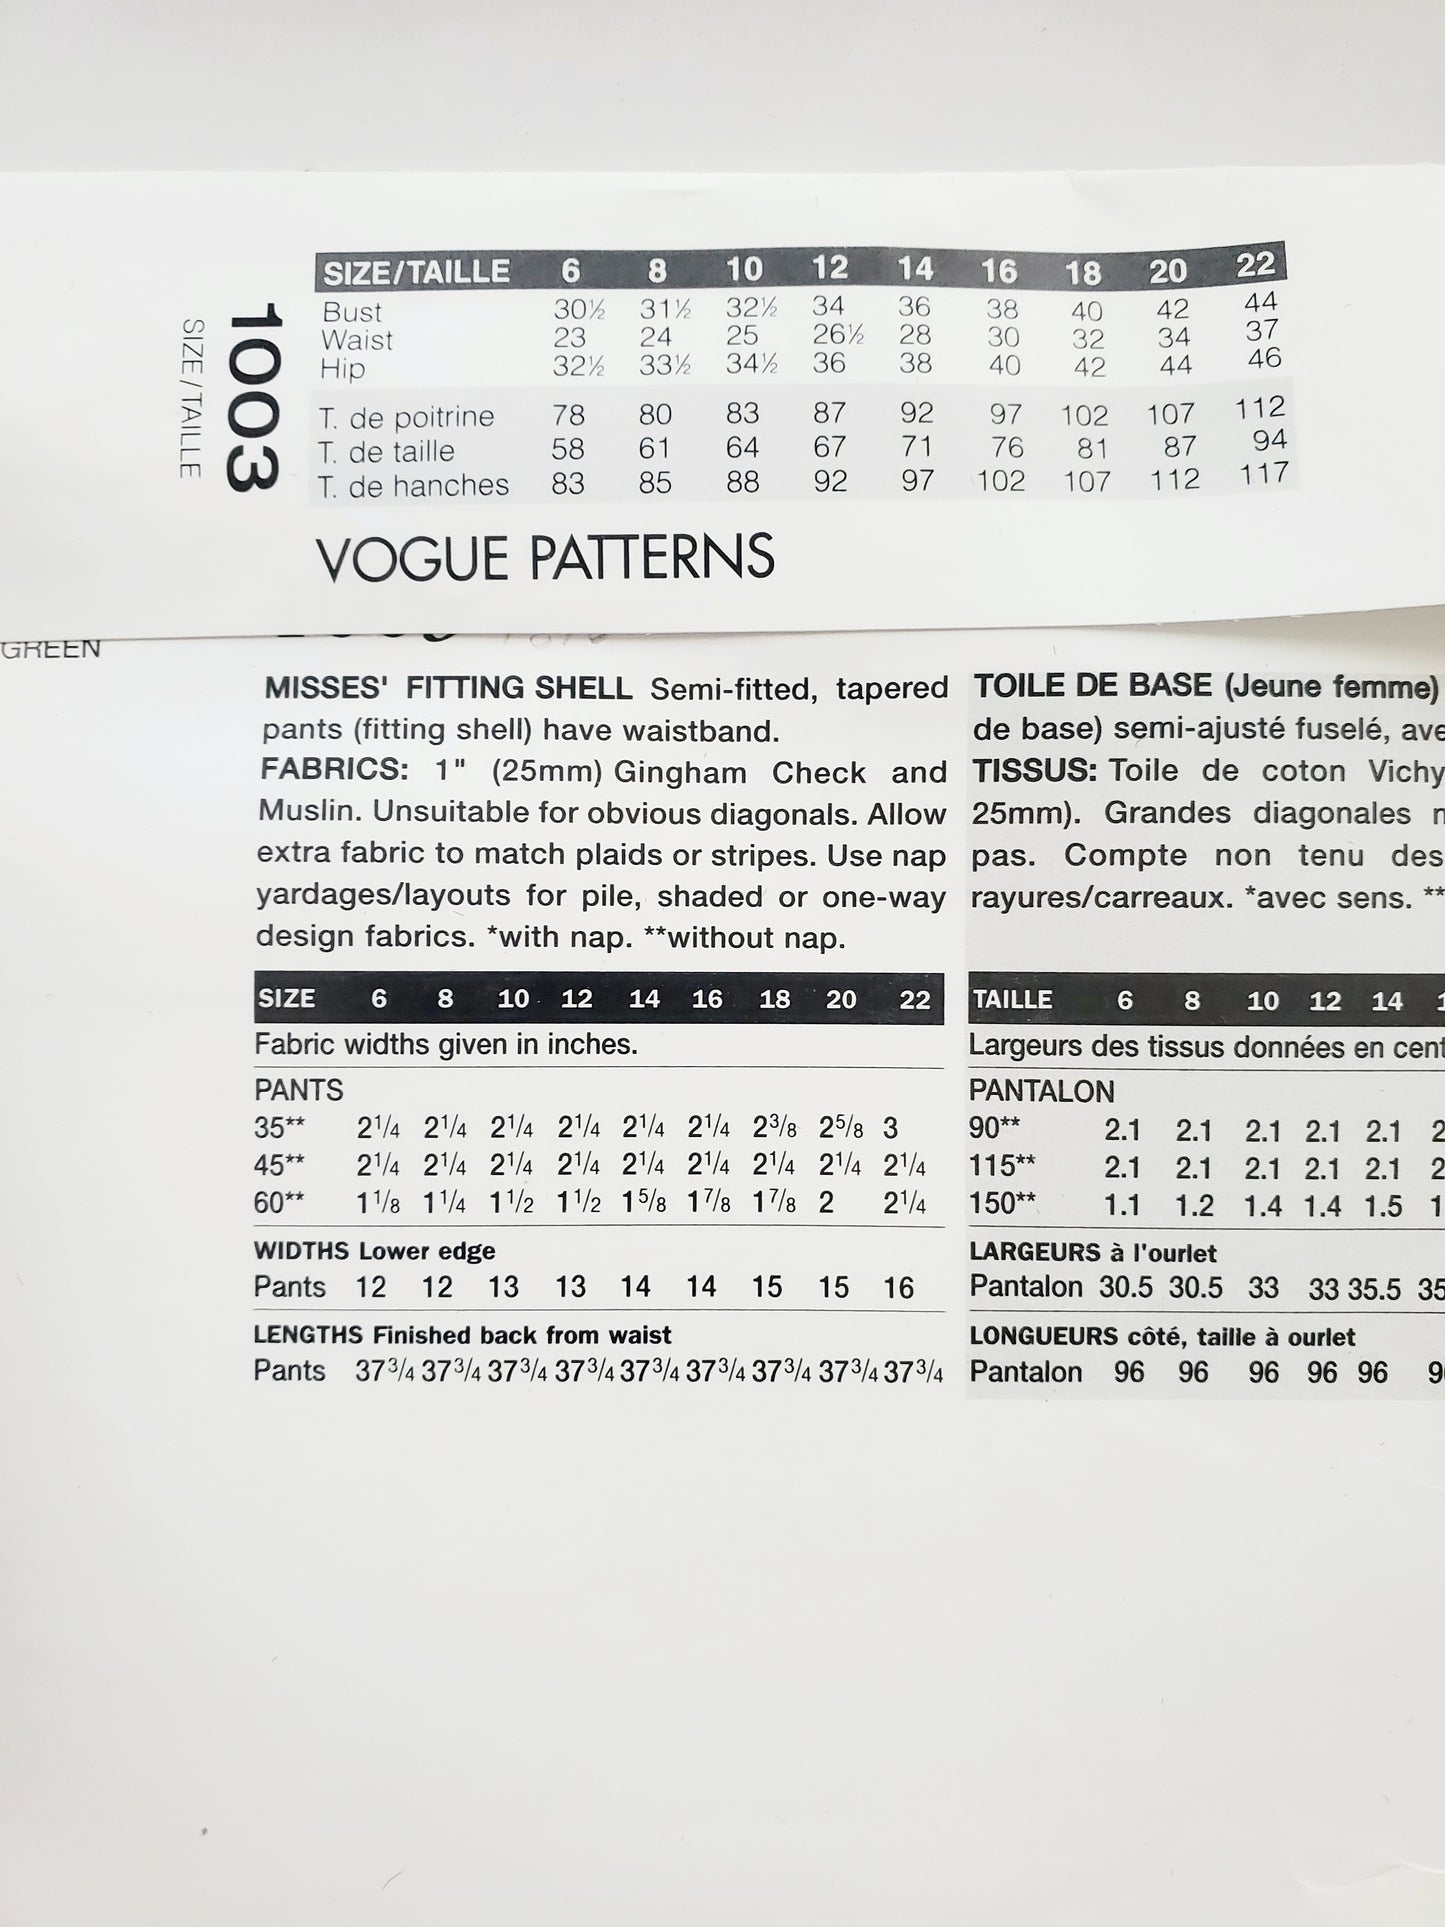 SIZE/TAILLE 6 8 10 12 14 16 18 20 22
Bust 30½ 31½ 32½ 34 36 38 40 42 44
Waist 23 24 25 26½ 28 30 32 34 37
Hip 32½ 33½ 34½ 36 38 40 42 44 46
T. de poitrine 78 80 83 87 92 97 102 107 112
T. de taille 58 61 64 67 71 76 81 87 94
T. de hanches 83 85 88 92 97 102 107 112 117
VOGUE PATTERNS
1003
SIZE/TAILLE
GREEN
MISSES' FITTING SHELL Semi-fitted, tapered
pants (fitting shell) have waistband.
FABRICS: 1" (25mm) Gingham Check and
Muslin. Unsuitable for obvious diagonals. Allow
extra fabric to match plaids or stripes. Use nap
yardages/layouts for pile, shaded or one-way
design fabrics. *with nap. **without nap.
SIZE 6 8 10 12 14 16 18 20 22
Fabric widths given in inches.
PANTS
35** 21/4 21/4 21/4 21/4 21/4 21/4 23/8 25/8 3
45** 21/4 21/4 21/4 21/4 21/4 21/4 21/4 21/4 21/4
60** 11/8 11/4 11/2 11/2 15/8 17/8 17/8 2 21/4
WIDTHS Lower edge
Pants 12 12 13 13 14 14 15 15 16
LENGTHS Finished back from waist
Pants 373/4 373/4 373/4 373/4 373/4 373/4 373/4 373/4 373/4
TOILE DE BASE (Jeune femme)
de base) semi-ajusté fuselé, ave
TISSUS: Toile de coton Vichy
25mm). Grandes diagonales
pas. Compte non tenu des
rayures/carreaux. *avec sens. **
TAILLE 6 8 10 12 14 1
Largeurs des tissus données en cent
PANTALON
90** 2.1 2.1 2.1 2.1 2.1 2
115** 2.1 2.1 2.1 2.1 2.1 2
150** 1.1 1.2 1.4 1.4 1.5 1
LARGEURS à l'ourlet
Pantalon 30.5 30.5 33 33 35.5 35
LONGUEURS côté, taille à ourlet
Pantalon 96 96 96 96 96 9